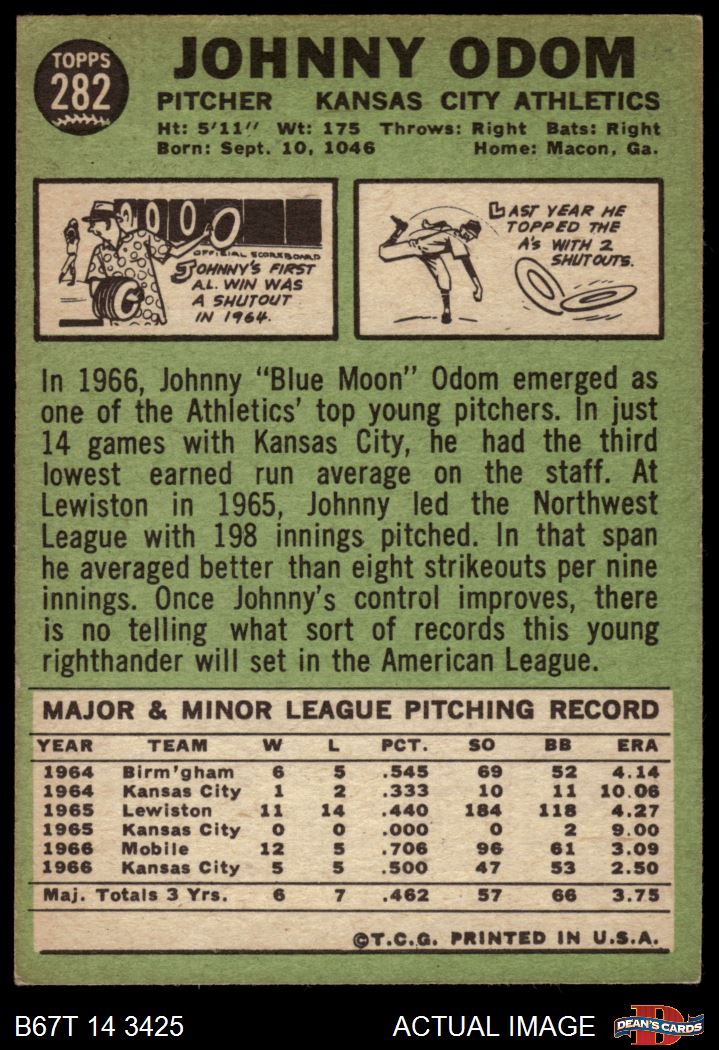 TOPPS
282
JOHNNY ODOM
PITCHER KANSAS CITY ATHLETICS
Ht: 5'11" Wt: 175 Throws: Right Bats: Right
Born: Sept. 10, 1046 Home: Macon, Ga.
0 0 0 0
OFFICIAL SCOREBOARD
JOHNNY'S FIRST
A.L. WIN WAS
A SHUTOUT
IN 1964.
LAST YEAR HE
TOPPED THE
A's WITH 2
SHUTOUTS.
In 1966, Johnny "Blue Moon" Odom emerged as
one of the Athletics' top young pitchers. In just
14 games with Kansas City, he had the third
lowest earned run average on the staff. At
Lewiston in 1965, Johnny led the Northwest
League with 198 innings pitched. In that span
he averaged better than eight strikeouts per nine
innings. Once Johnny's control improves, there
is no telling what sort of records this young
righthander will set in the American League.
MAJOR & MINOR LEAGUE PITCHING RECORD
YEAR TEAM W L PCT. SO BB ERA
1964 Birm'gham 6 5 .545 69 52 4.14
1964 Kansas City 1 2 .333 10 11 10.06
1965 Lewiston 11 14 .440 184 118 4.27
1965 Kansas City 0 0 .000 0 2 9.00
1966 Mobile 12 5 .706 96 61 3.09
1966 Kansas City 5 5 .500 47 53 2.50
Maj. Totals 3 Yrs. 6 7 .462 57 66 3.75
©T.C.G. PRINTED IN U.S.A.
B67T 14 3425 ACTUAL IMAGE
DEAN'S CARDS